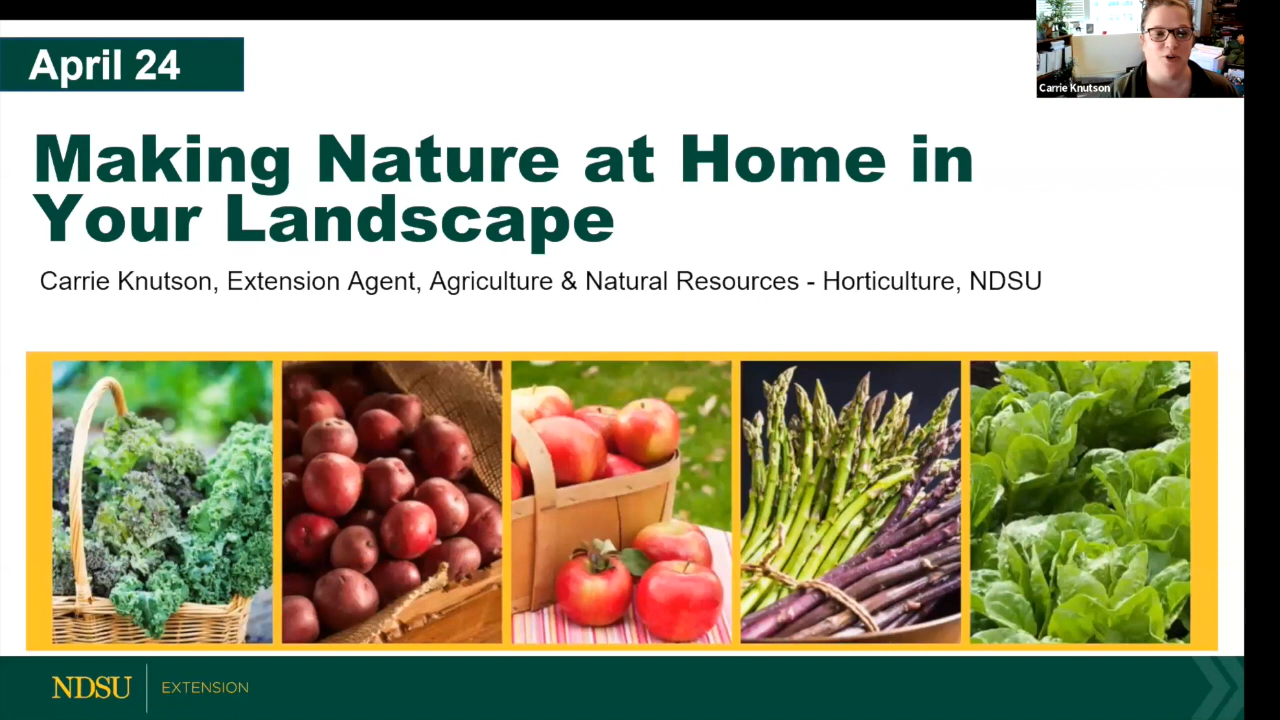 April 24
Carrie Knutson
Making Nature at Home in
Your Landscape
Carrie Knutson, Extension Agent, Agriculture & Natural Resources - Horticulture, NDSU
NDSU EXTENSION